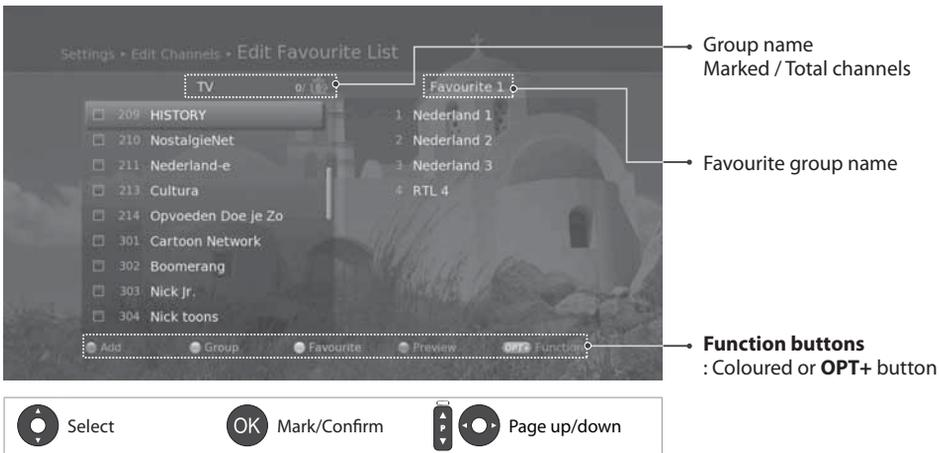 Settings • Edit Channels • Edit Favourite List
TV 0/
Favourite 1
209 HISTORY
210 NostalgieNet
211 Nederland-e
213 Cultura
214 Opvoeden Doe je Zo
301 Cartoon Network
302 Boomerang
303 Nick Jr.
304 Nick toons
1 Nederland 1
2 Nederland 2
3 Nederland 3
4 RTL 4
Add Group Favourite Preview OPT+ Function
Group name
Marked / Total channels
Favourite group name
Function buttons
: Coloured or OPT+ button
Select OK Mark/Confirm P Page up/down